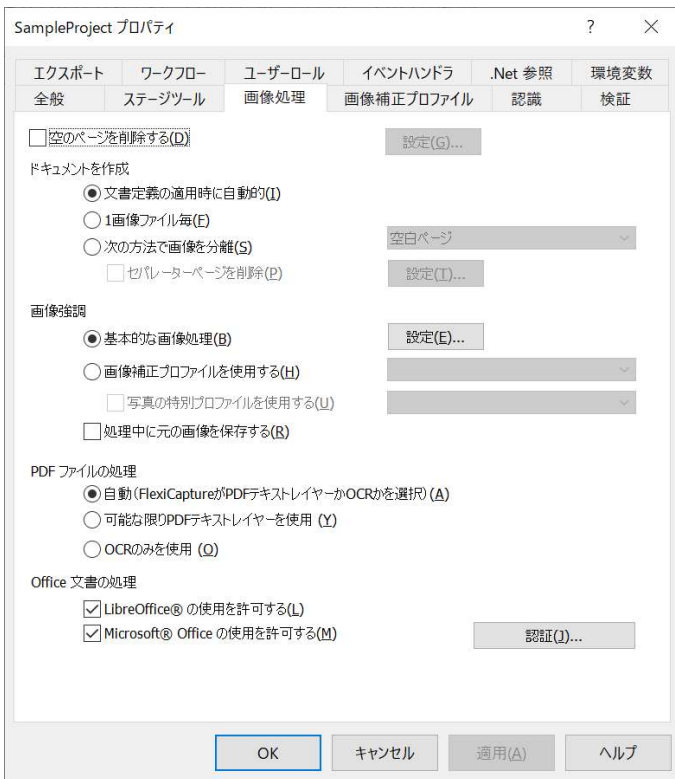 SampleProject プロパティ ? ×
エクスポート ワークフロー ユーザーロール イベントハンドラ .Net 参照 環境変数
全般 ステージツール 画像処理 画像補正プロファイル 認識 検証
空のページを削除する(D) 設定(G)...
ドキュメントを作成
文書定義の適用時に自動的(I)
1画像ファイル毎(F)
次の方法で画像を分離(S) 空白ページ
セパレーターページを削除(P) 設定(T)...
画像強調
基本的な画像処理(B) 設定(E)...
画像補正プロファイルを使用する(H)
写真の特別プロファイルを使用する(U)
処理中に元の画像を保存する(R)
PDF ファイルの処理
自動(FlexiCaptureがPDFテキストレイヤーかOCRかを選択)(A)
可能な限りPDFテキストレイヤーを使用 (Y)
OCRのみを使用 (O)
Office 文書の処理
LibreOffice® の使用を許可する(L)
Microsoft® Office の使用を許可する(M) 認証(J)...
OK キャンセル 適用(A) ヘルプ